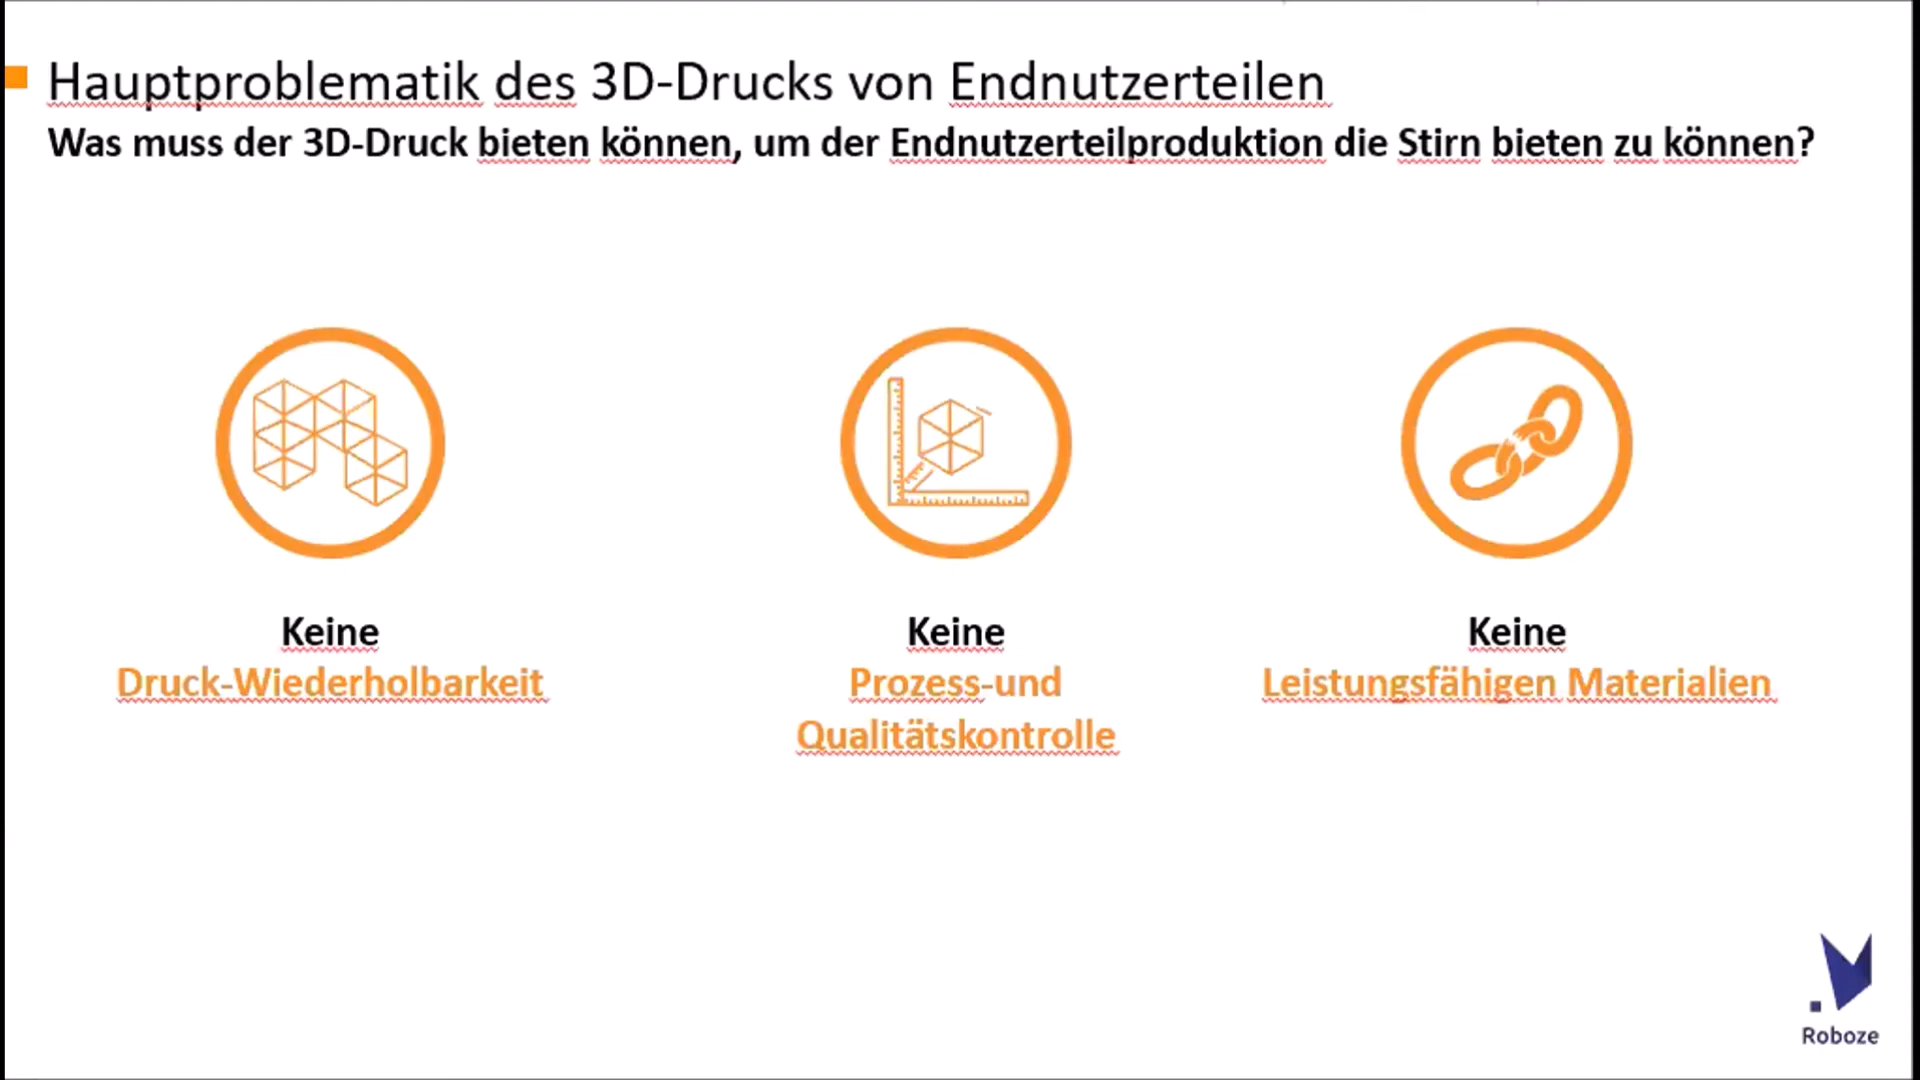 Hauptproblematik des 3D-Drucks von Endnutzerteilen
Was muss der 3D-Druck bieten können, um der Endnutzerteilproduktion die Stirn bieten zu können?
Keine
Druck-Wiederholbarkeit
Keine
Prozess-und
Qualitätskontrolle
Keine
Leistungsfähigen Materialien
Roboze